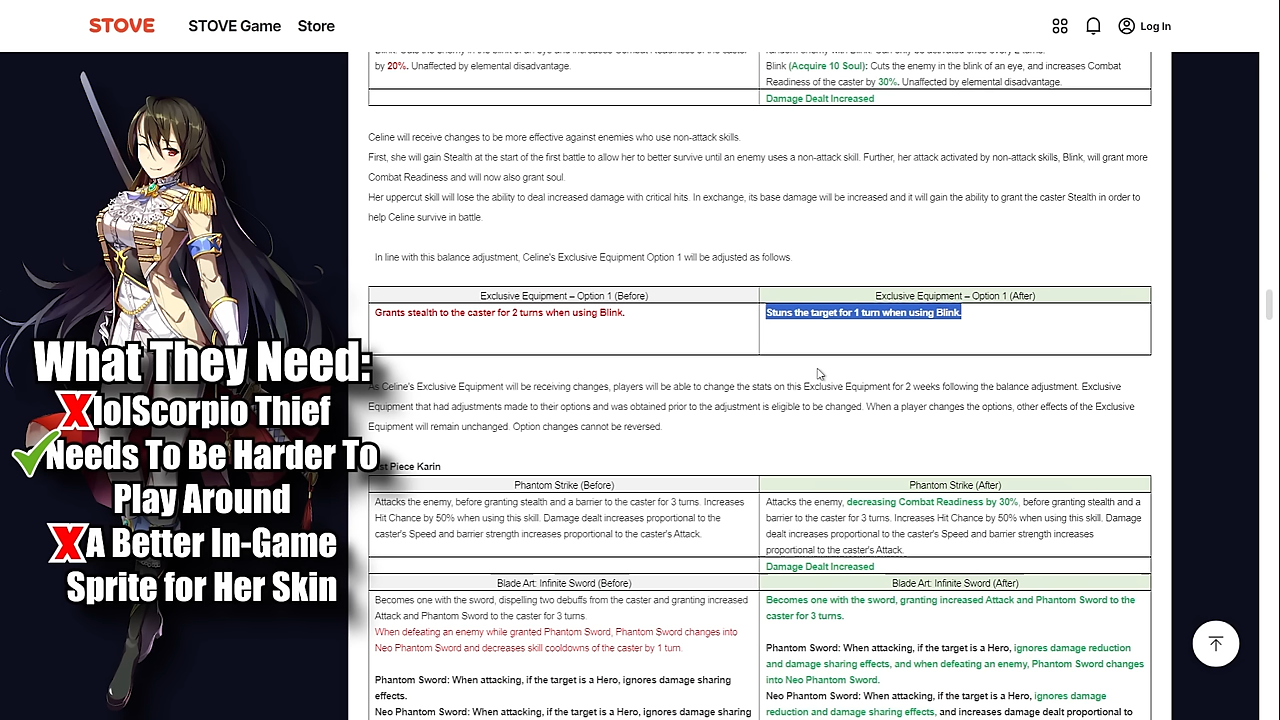 STOVE
STOVE Game
Store
Log In
by 20%. Unaffected by elemental disadvantage.
Blink (Acquire 10 Soul): Cuts the enemy in the blink of an eye, and increases Combat
Readiness of the caster by 30%. Unaffected by elemental disadvantage.
Damage Dealt Increased
Celine will receive changes to be more effective against enemies who use non-attack skills.
First, she will gain Stealth at the start of the first battle to allow her to better survive until an enemy uses a non-attack skill. Further, her attack activated by non-attack skills, Blink, will grant more
Combat Readiness and will now also grant soul.
Her uppercut skill will lose the ability to deal increased damage with critical hits. In exchange, its base damage will be increased and it will gain the ability to grant the caster Stealth in order to
help Celine survive in battle.
In line with this balance adjustment, Celine's Exclusive Equipment Option 1 will be adjusted as follows.
Exclusive Equipment – Option 1 (Before)
Exclusive Equipment – Option 1 (After)
Grants stealth to the caster for 2 turns when using Blink.
Stuns the target for 1 turn when using Blink.
As Celine's Exclusive Equipment will be receiving changes, players will be able to change the stats on this Exclusive Equipment for 2 weeks following the balance adjustment. Exclusive
Equipment that had adjustments made to their options and was obtained prior to the adjustment is eligible to be changed. When a player changes the options, other effects of the Exclusive
Equipment will remain unchanged. Option changes cannot be reversed.
What They Need:
X lolScorpio Thief
Needs To Be Harder To
Play Around
X A Better In-Game
Sprite for Her Skin
Piece Karin
Phantom Strike (Before)
Phantom Strike (After)
Attacks the enemy, before granting stealth and a barrier to the caster for 3 turns. Increases
Hit Chance by 50% when using this skill. Damage dealt increases proportional to the
caster's Speed and barrier strength increases proportional to the caster's Attack.
Attacks the enemy, decreasing Combat Readiness by 30%, before granting stealth and a
barrier to the caster for 3 turns. Increases Hit Chance by 50% when using this skill. Damage
dealt increases proportional to the caster's Speed and barrier strength increases
proportional to the caster's Attack.
Damage Dealt Increased
Blade Art: Infinite Sword (Before)
Blade Art: Infinite Sword (After)
Becomes one with the sword, dispelling two debuffs from the caster and granting increased
Attack and Phantom Sword to the caster for 3 turns.
When defeating an enemy while granted Phantom Sword, Phantom Sword changes into
Neo Phantom Sword and decreases skill cooldowns of the caster by 1 turn.
Phantom Sword: When attacking, if the target is a Hero, ignores damage sharing
effects.
Neo Phantom Sword: When attacking, if the target is a Hero, ignores damage sharing
Becomes one with the sword, granting increased Attack and Phantom Sword to the
caster for 3 turns.
Phantom Sword: When attacking, if the target is a Hero, ignores damage reduction
and damage sharing effects, and when defeating an enemy, Phantom Sword changes
into Neo Phantom Sword.
Neo Phantom Sword: When attacking, if the target is a Hero, ignores damage
reduction and damage sharing effects, and increases damage dealt proportional to